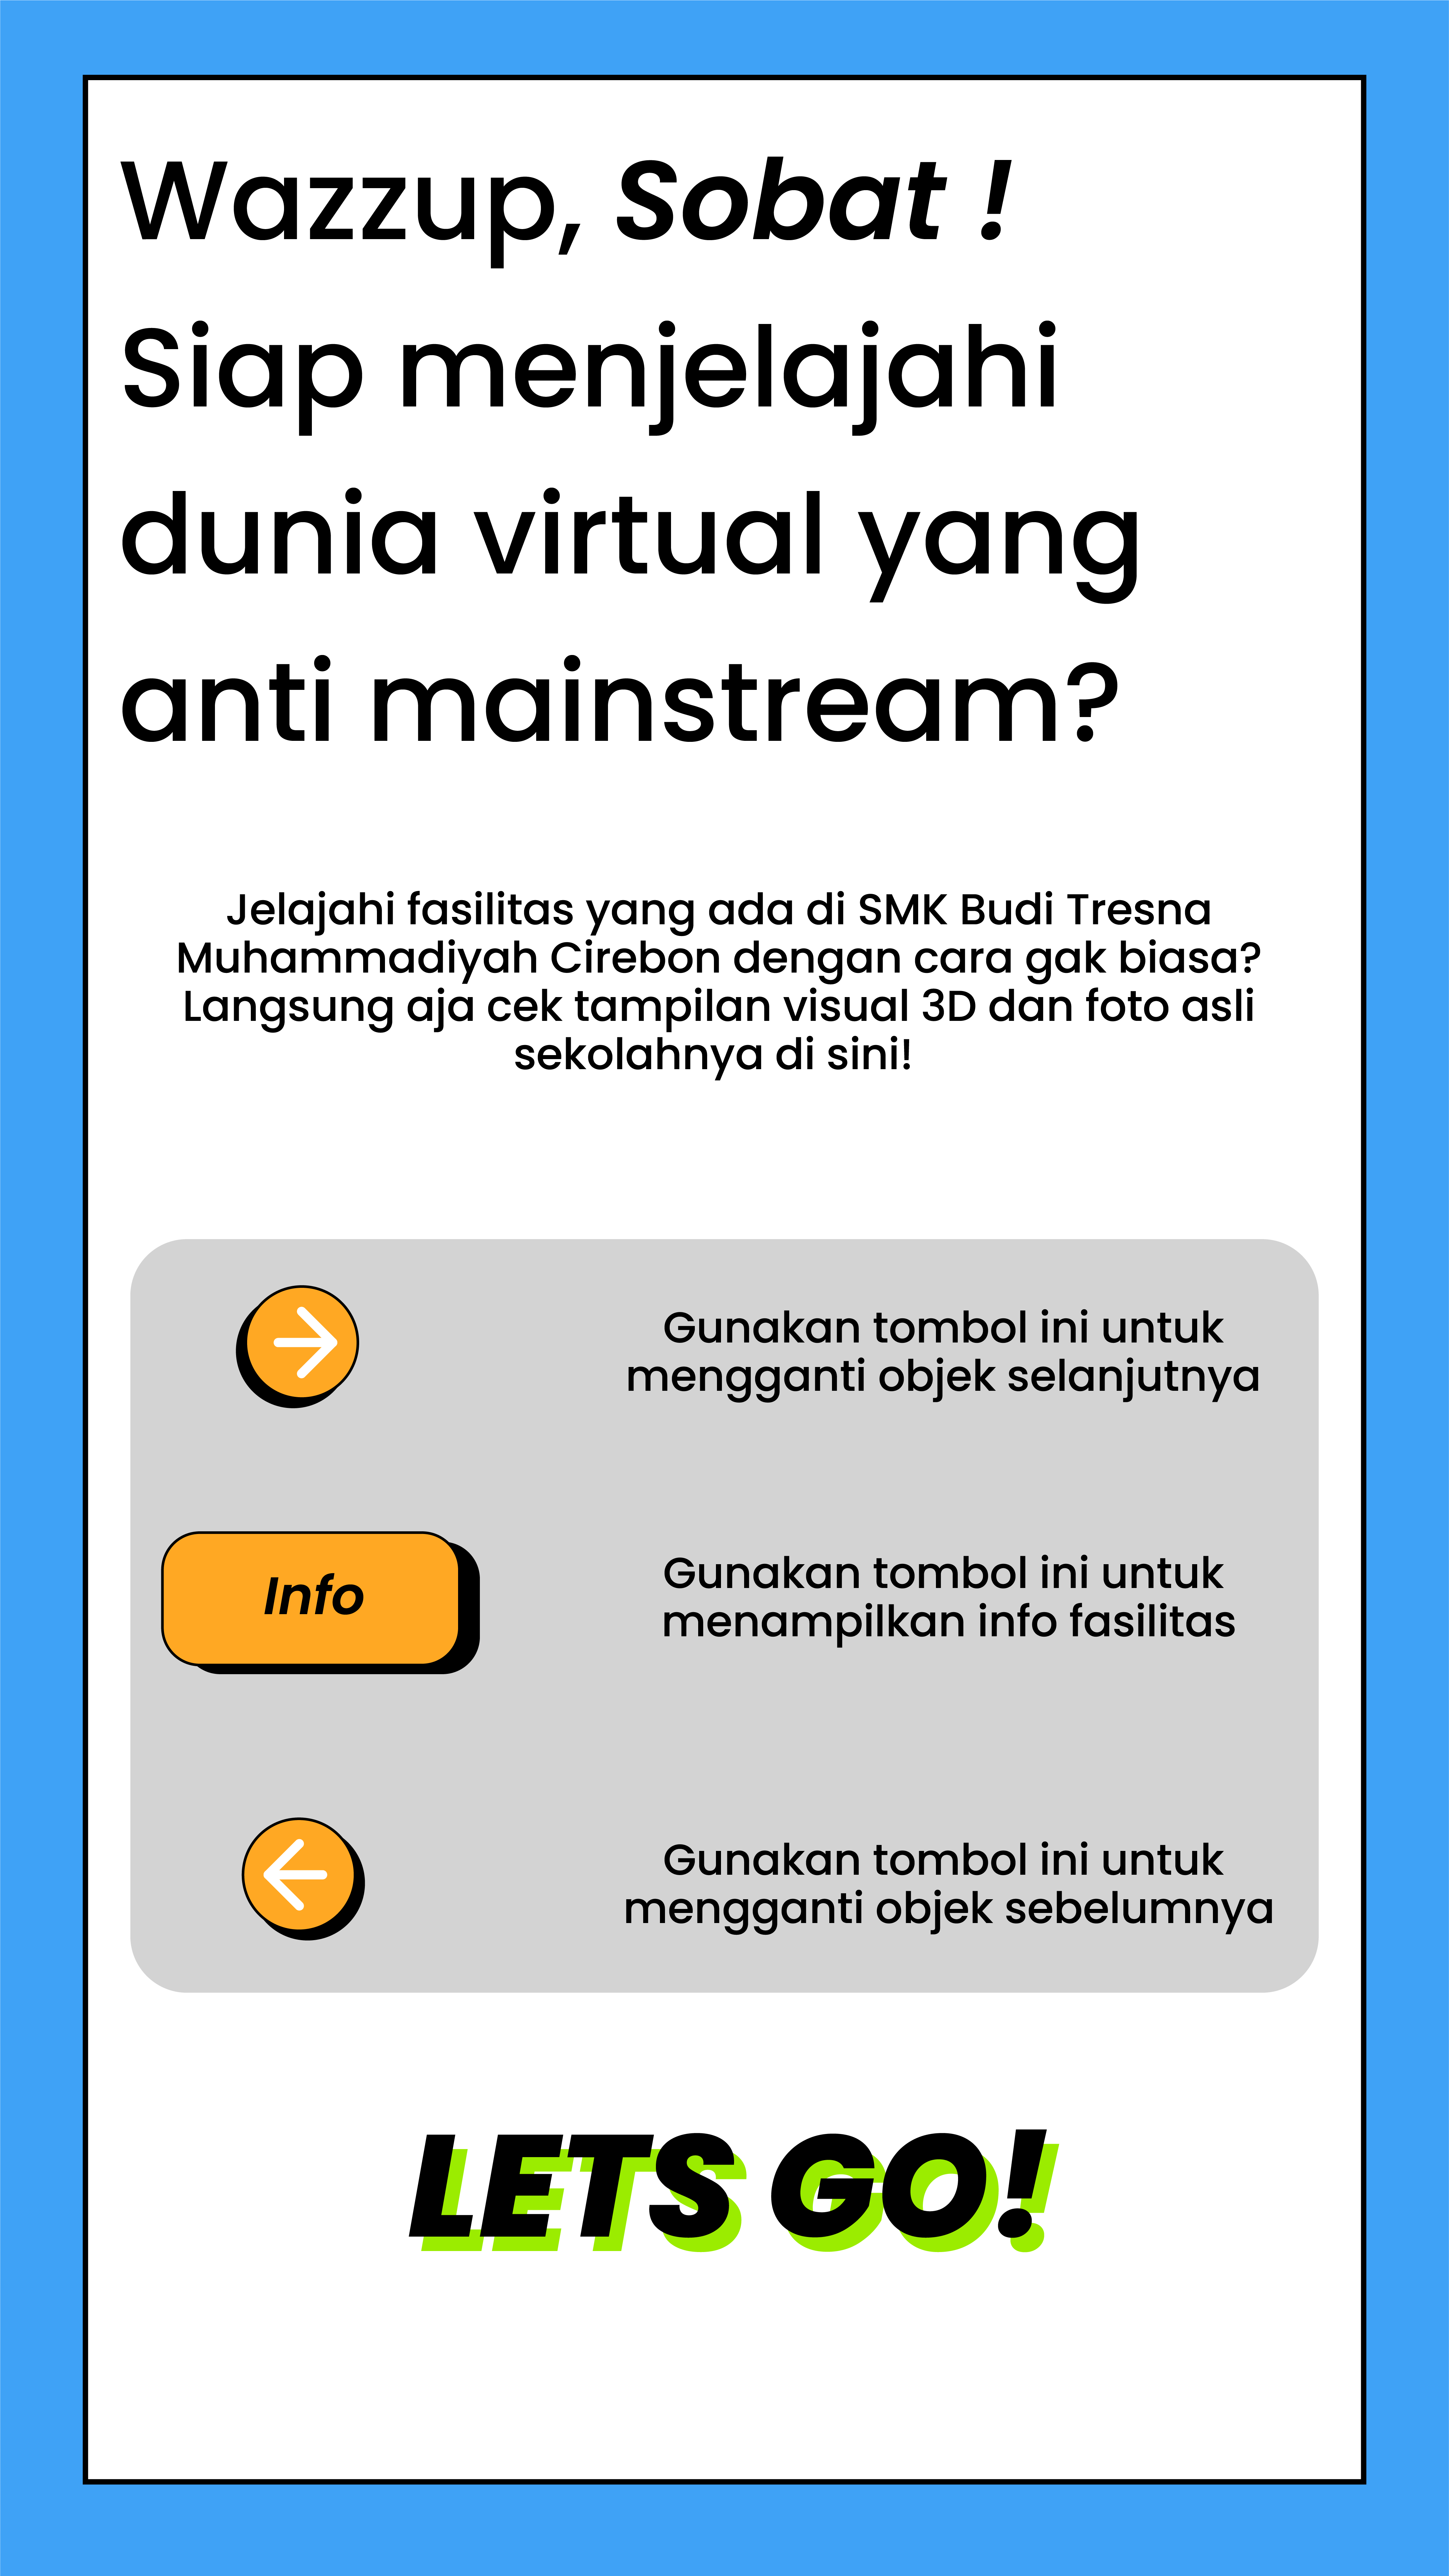 Wazzup, Sobat !
Siap menjelajahi
dunia virtual yang
anti mainstream?
Jelajahi fasilitas yang ada di SMK Budi Tresna
Muhammadiyah Cirebon dengan cara gak biasa?
Langsung aja cek tampilan visual 3D dan foto asli
sekolahnya di sini!
Gunakan tombol ini untuk
mengganti objek selanjutnya
Info
Gunakan tombol ini untuk
menampilkan info fasilitas
Gunakan tombol ini untuk
mengganti objek sebelumnya
LETS GO!